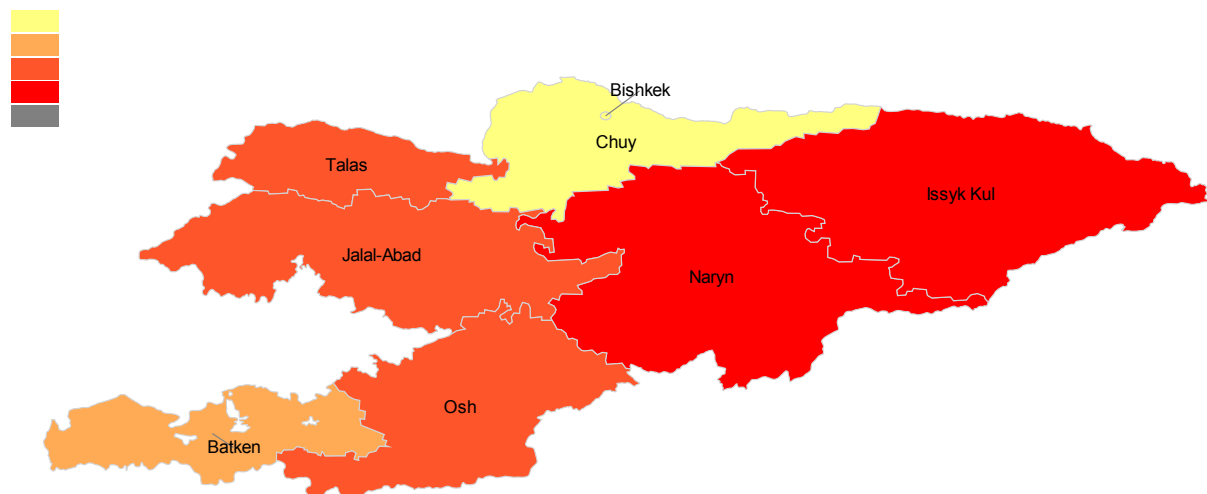 Bishkek
Chuy
Talas
Issyk Kul
Jalal-Abad
Naryn
Osh
Batken